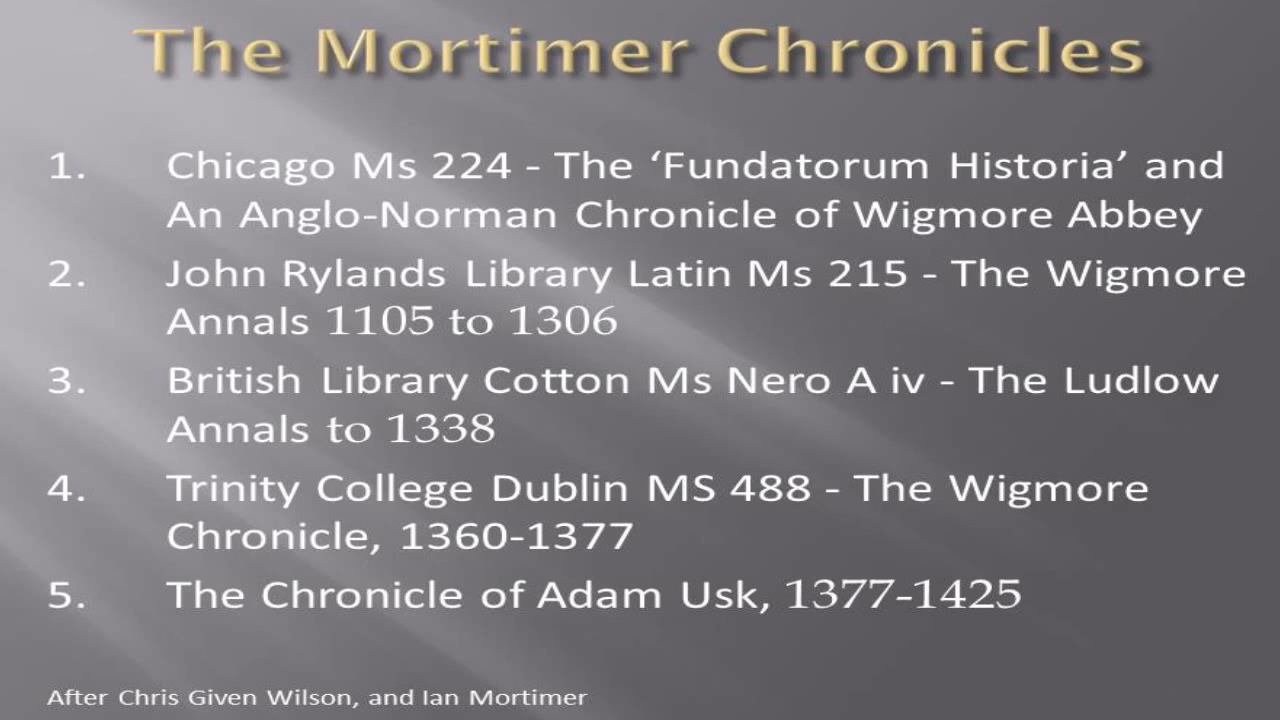 The Mortimer Chronicles
1. Chicago Ms 224 - The ‘Fundatorum Historia’ and
An Anglo-Norman Chronicle of Wigmore Abbey
2. John Rylands Library Latin Ms 215 - The Wigmore
Annals 1105 to 1306
3. British Library Cotton Ms Nero A iv - The Ludlow
Annals to 1338
4. Trinity College Dublin MS 488 - The Wigmore
Chronicle, 1360-1377
5. The Chronicle of Adam Usk, 1377-1425
After Chris Given Wilson, and Ian Mortimer